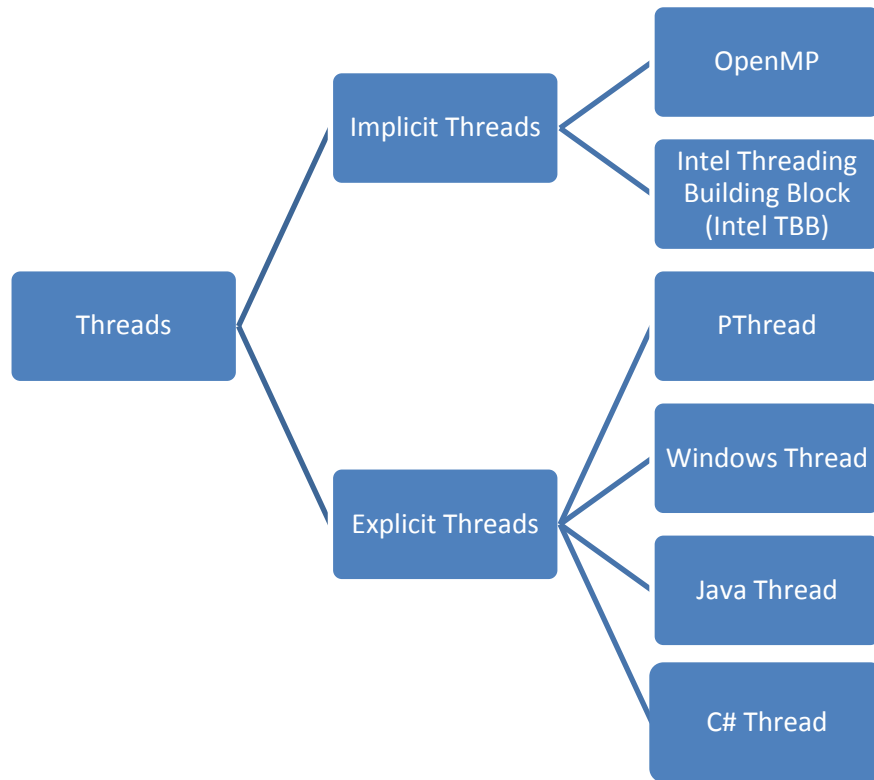 OpenMP
Implicit Threads
Intel Threading
Building Block
(Intel TBB)
Threads
PThread
Windows Thread
Explicit Threads
Java Thread
C# Thread